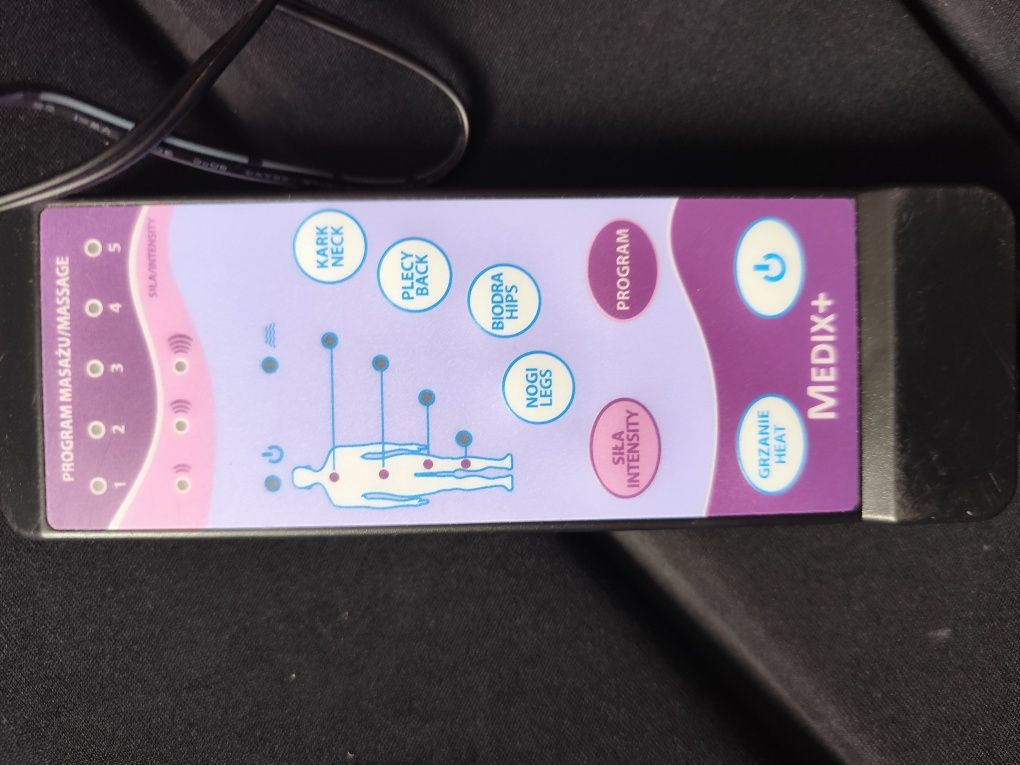 PROGRAM MASAŻU/MASSAGE
1 2 3 4 5
SIŁA/INTENSITY
KARK
NECK
PLECY
BACK
BIODRA
HIPS
NOGI
LEGS
SIŁA
INTENSITY
PROGRAM
GRZANIE
HEAT
MEDIX+